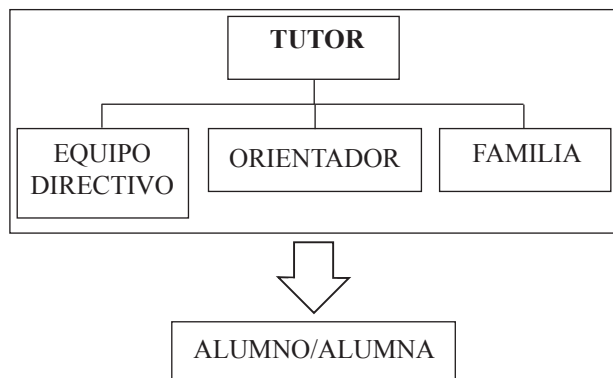 TUTOR
EQUIPO
DIRECTIVO
ORIENTADOR
FAMILIA
ALUMNO/ALUMNA